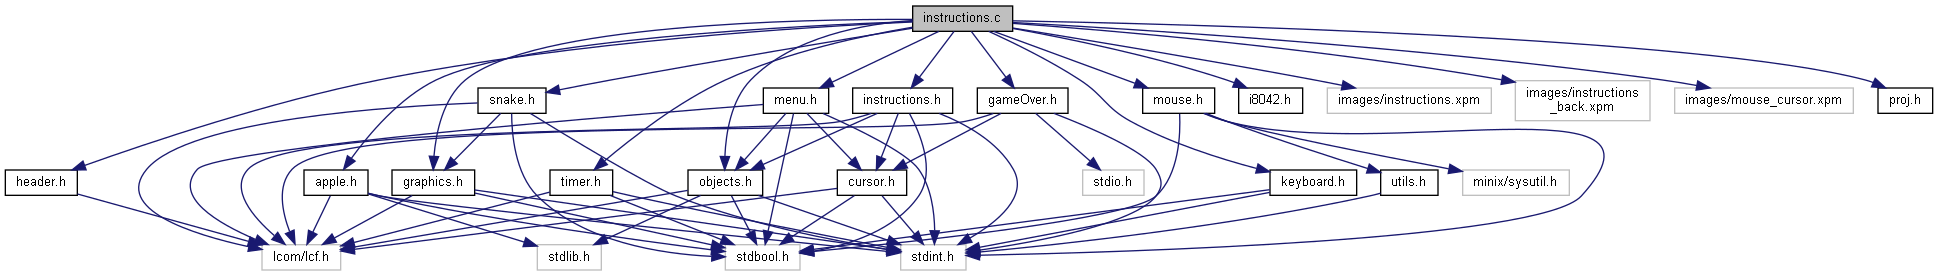 instructions.c
snake.h
menu.h
instructions.h
gameOver.h
mouse.h
i8042.h
images/instructions.xpm
images/instructions
_back.xpm
images/mouse_cursor.xpm
proj.h
header.h
apple.h
graphics.h
timer.h
objects.h
cursor.h
stdio.h
keyboard.h
utils.h
minix/sysutil.h
lcom/lcf.h
stdlib.h
stdbool.h
stdint.h